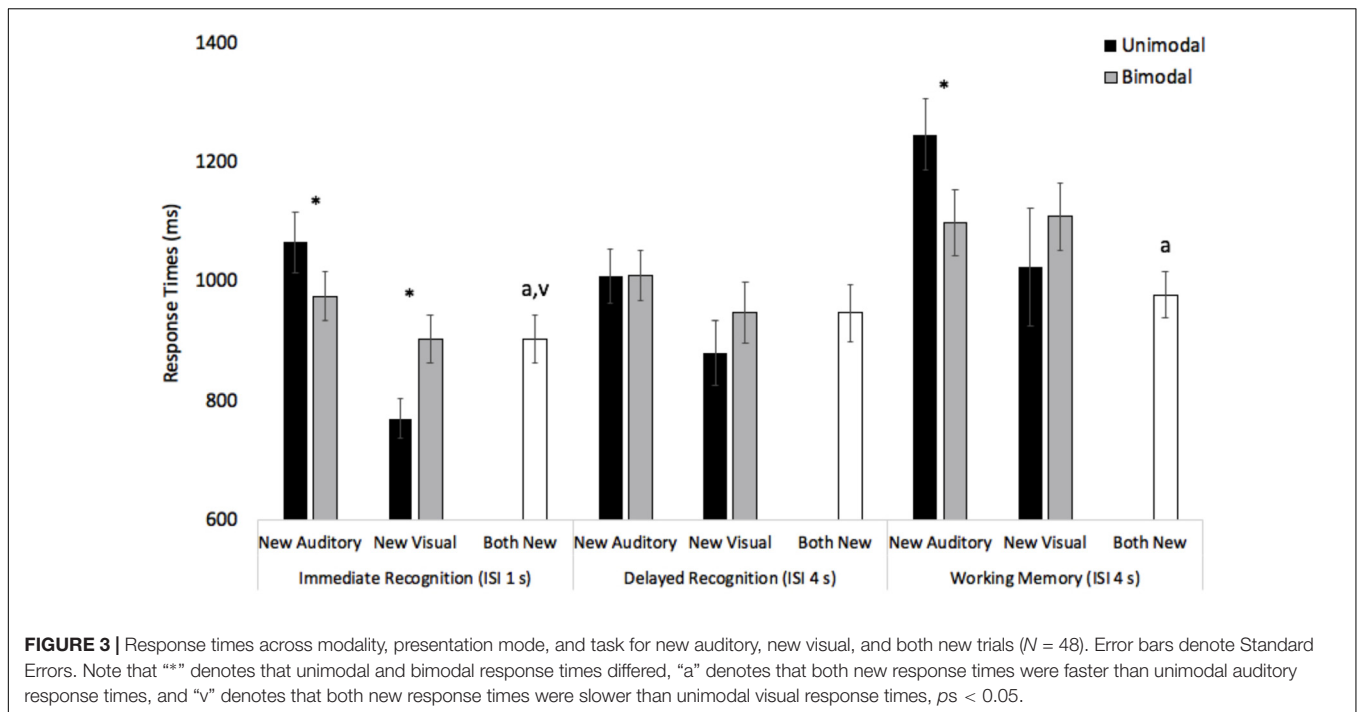 1400
Unimodal
Bimodal
*
1200
*
Response Times (ms)
*
a,v
a
1000
800
600
New Auditory New Visual Both New New Auditory New Visual Both New New Auditory New Visual Both New
Immediate Recognition (ISI 1 s) Delayed Recognition (ISI 4 s) Working Memory (ISI 4 s)
FIGURE 3 | Response times across modality, presentation mode, and task for new auditory, new visual, and both new trials (N = 48). Error bars denote Standard
Errors. Note that “*” denotes that unimodal and bimodal response times differed, “a” denotes that both new response times were faster than unimodal auditory
response times, and “v” denotes that both new response times were slower than unimodal visual response times, ps < 0.05.